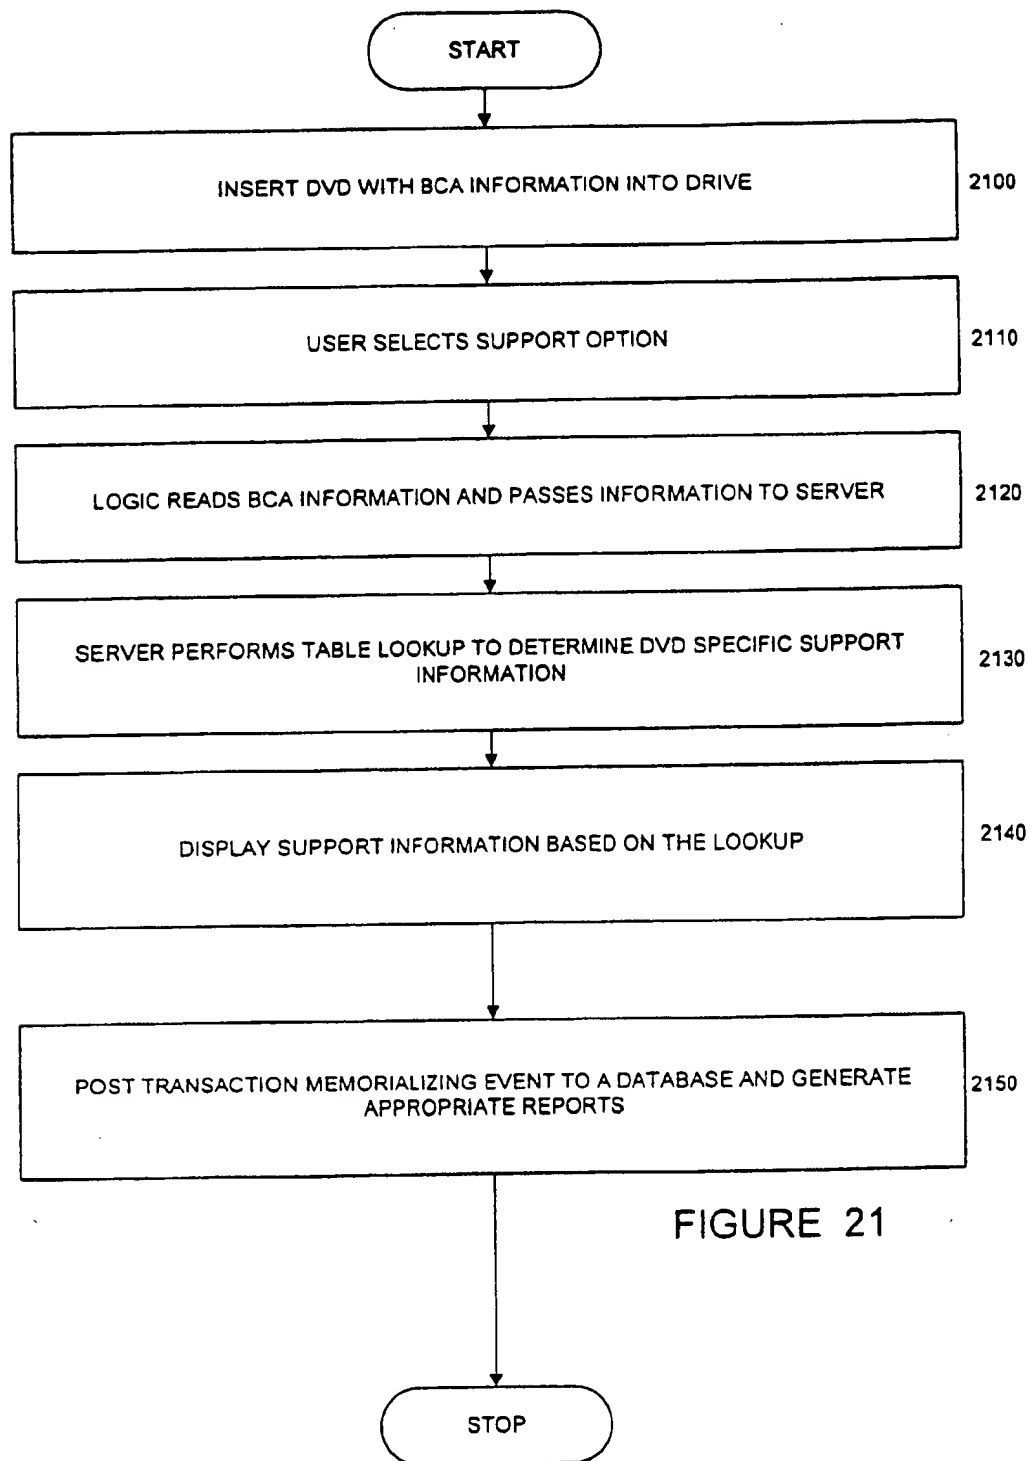 START
INSERT DVD WITH BCA INFORMATION INTO DRIVE
2100
USER SELECTS SUPPORT OPTION
2110
LOGIC READS BCA INFORMATION AND PASSES INFORMATION TO SERVER
2120
SERVER PERFORMS TABLE LOOKUP TO DETERMINE DVD SPECIFIC SUPPORT
INFORMATION
2130
DISPLAY SUPPORT INFORMATION BASED ON THE LOOKUP
2140
POST TRANSACTION MEMORIALIZING EVENT TO A DATABASE AND GENERATE
APPROPRIATE REPORTS
2150
FIGURE 21
STOP